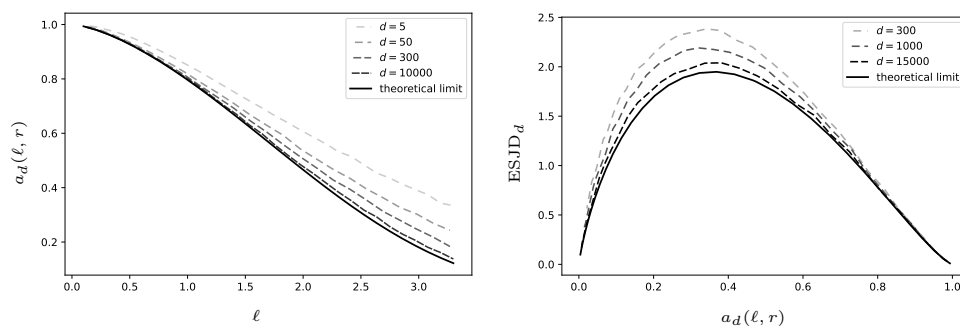 1.0
0.8
0.6
0.4
0.2
0.0 0.5 1.0 1.5 2.0 2.5 3.0
a_d(ℓ, r)
ℓ
d = 5
d = 50
d = 300
d = 10000
theoretical limit
2.5
2.0
1.5
1.0
0.5
0.0
0.0 0.2 0.4 0.6 0.8 1.0
ESJD_d
a_d(ℓ, r)
d = 300
d = 1000
d = 15000
theoretical limit